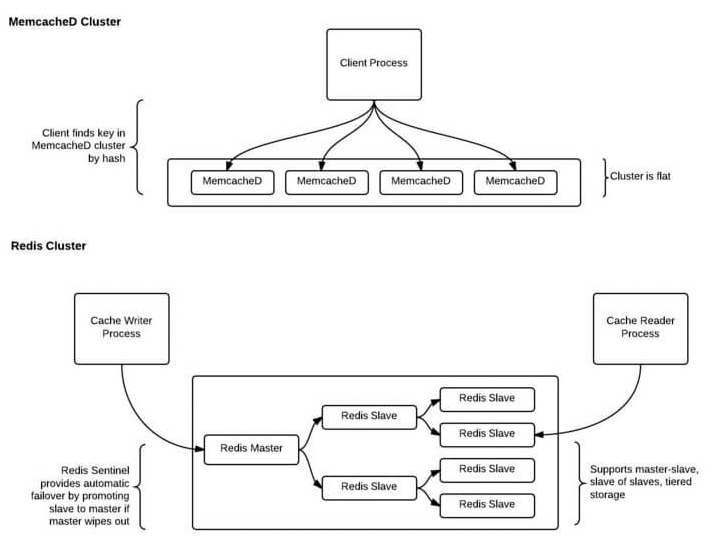 MemcacheD Cluster
Client Process
Client finds key in
MemcacheD cluster
by hash
MemcacheD
MemcacheD
MemcacheD
MemcacheD
Cluster is flat
Redis Cluster
Cache Writer
Process
Cache Reader
Process
Redis Master
Redis Slave
Redis Slave
Redis Slave
Redis Slave
Redis Slave
Redis Slave
Redis Sentinel
provides automatic
failover by promoting
slave to master if
master wipes out
Supports master-slave,
slave of slaves, tiered
storage